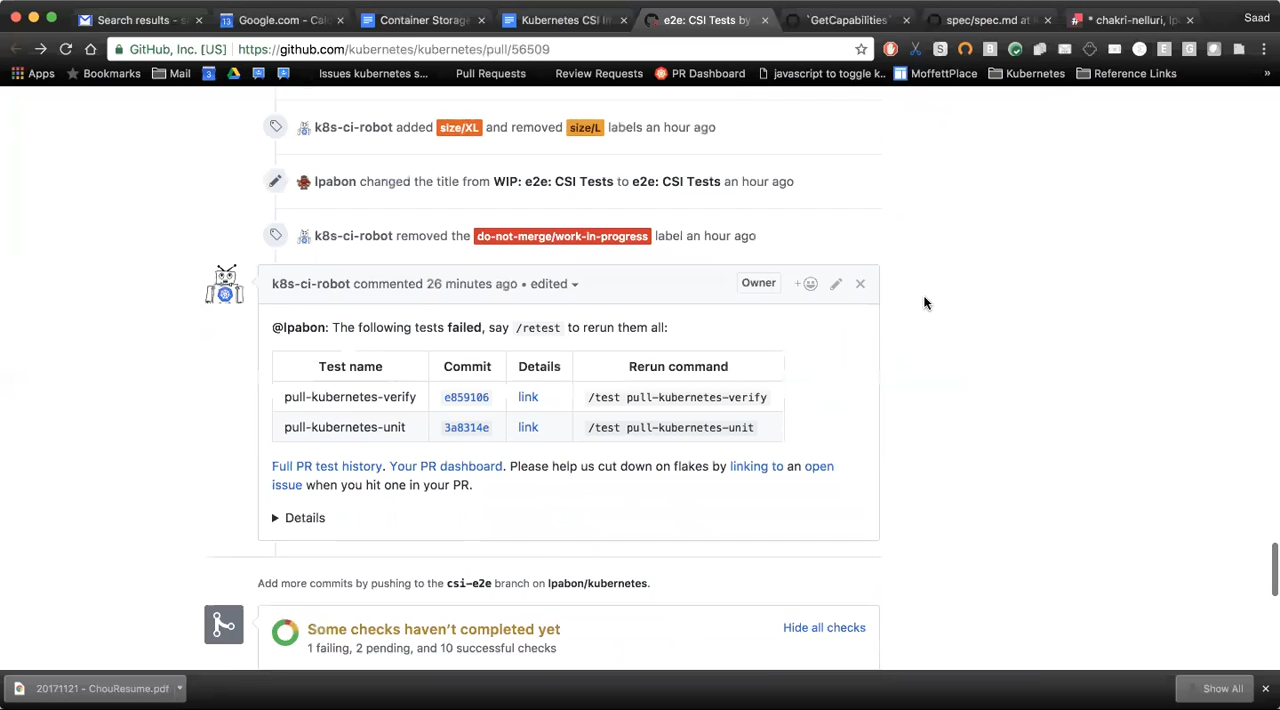 Search results - s
Google.com - Cal
Container Storag
Kubernetes CSI In
e2e: CSI Tests by
`GetCapabilities`
spec/spec.md at
* chakri-nelluri, lp
Saad
GitHub, Inc. [US] https://github.com/kubernetes/kubernetes/pull/56509
Apps
Bookmarks
Mail
Issues kubernetes s...
Pull Requests
Review Requests
PR Dashboard
javascript to toggle k..
MoffettPlace
Kubernetes
Reference Links
»
k8s-ci-robot added size/XL and removed size/L labels an hour ago
lpabon changed the title from WIP: e2e: CSI Tests to e2e: CSI Tests an hour ago
k8s-ci-robot removed the do-not-merge/work-in-progress label an hour ago
k8s-ci-robot commented 26 minutes ago • edited
Owner
@lpabon: The following tests failed, say /retest to rerun them all:
Test name Commit Details Rerun command
pull-kubernetes-verify e859106 link /test pull-kubernetes-verify
pull-kubernetes-unit 3a8314e link /test pull-kubernetes-unit
Full PR test history. Your PR dashboard. Please help us cut down on flakes by linking to an open
issue when you hit one in your PR.
Details
Add more commits by pushing to the csi-e2e branch on lpabon/kubernetes.
Some checks haven't completed yet
Hide all checks
1 failing, 2 pending, and 10 successful checks
20171121 - ChouResume.pdf
Show All